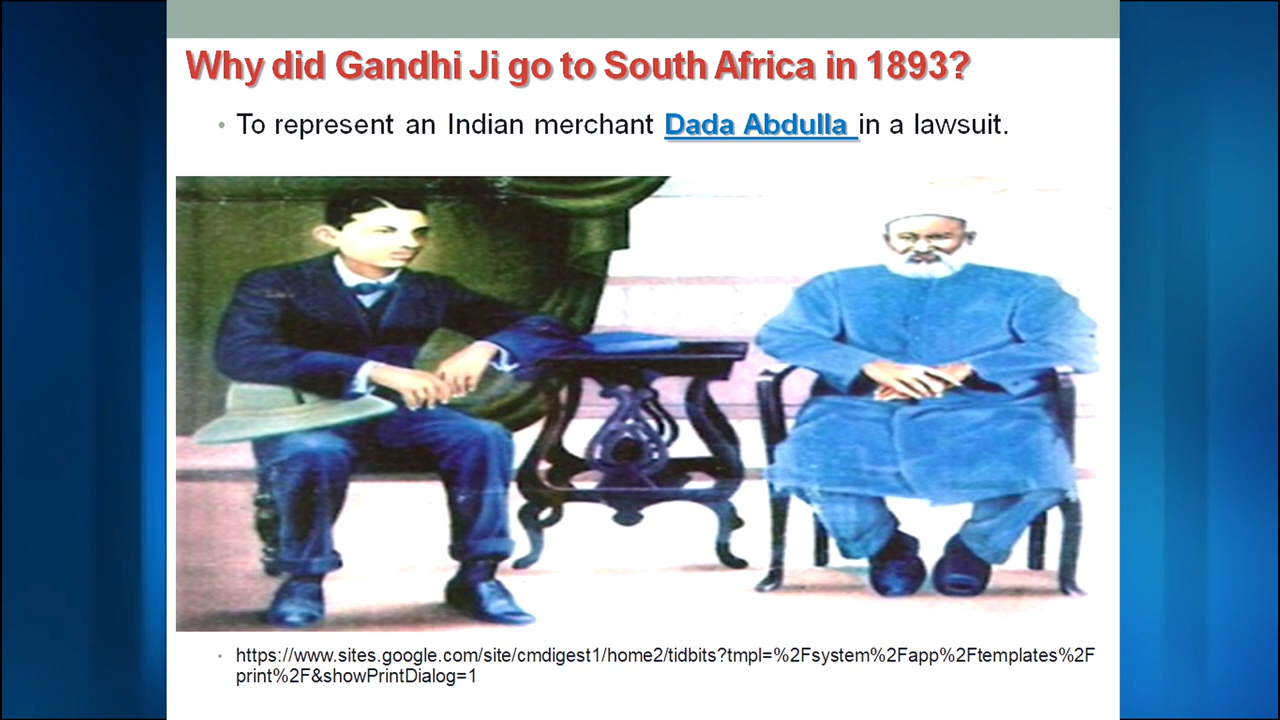 Why did Gandhi Ji go to South Africa in 1893?
• To represent an Indian merchant Dada Abdulla in a lawsuit.
• https://www.sites.google.com/site/cmdigest1/home2/tidbits?tmpl=%2Fsystem%2Fapp%2Ftemplates%2F
print%2F&showPrintDialog=1